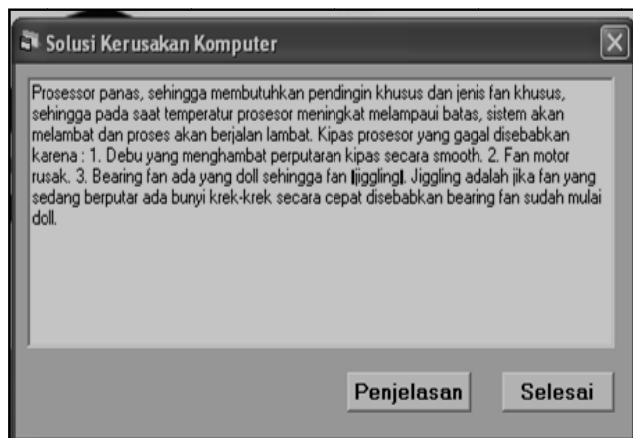 Solusi Kerusakan Komputer
Prosessor panas, sehingga membutuhkan pendingin khusus dan jenis fan khusus,
sehingga pada saat temperatur prosesor meningkat melampaui batas, sistem akan
melambat dan proses akan berjalan lambat. Kipas prosesor yang gagal disebabkan
karena : 1. Debu yang menghambat perputaran kipas secara smooth. 2. Fan motor
rusak. 3. Bearing fan ada yang doll sehingga fan |jiggling|. Jiggling adalah jika fan yang
sedang berputar ada bunyi krek-krek secara cepat disebabkan bearing fan sudah mulai
doll.
Penjelasan Selesai